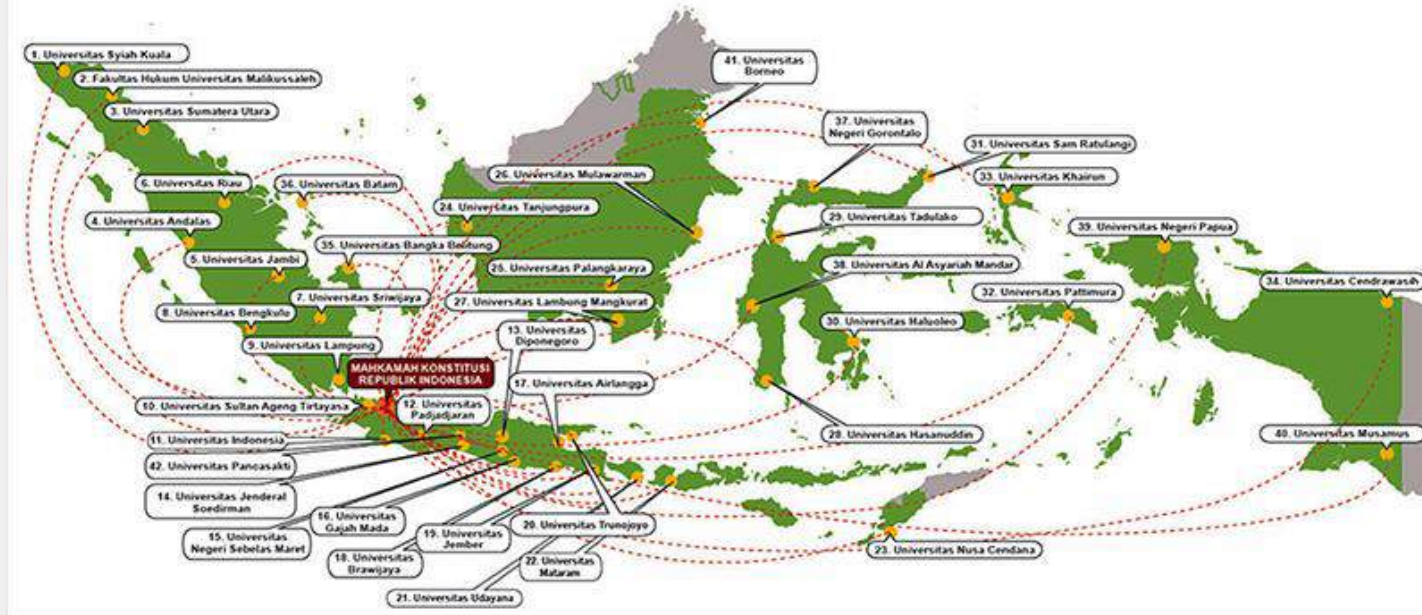 1. Universitas Syiah Kuala
2. Fakultas Hukum Universitas Malikussaleh
3. Universitas Sumatera Utara
41. Universitas
Borneo
37. Universitas
Negeri Gorontalo
31. Universitas Sam Ratulangi
26. Universitas Mulawarman
33. Universitas Khairun
6. Universitas Riau
36. Universitas Batam
24. Universitas Tanjungpura
29. Universitas Tadulako
4. Universitas Andalas
39. Universitas Negeri Papua
35. Universitas Bangka Belitung
5. Universitas Jambi
25. Universitas Palangkaraya
38. Universitas Al Asyariah Mandar
34. Universitas Cendrawasih
32. Universitas Pattimura
7. Universitas Sriwijaya
27. Universitas Lambung Mangkurat
8. Universitas Bengkulu
30. Universitas Haluoleo
13. Universitas
Diponegoro
9. Universitas Lampung
MAHKAMAH KONSTITUSI
REPUBLIK INDONESIA
17. Universitas Airlangga
10. Universitas Sultan Ageng Tirtayasa
12. Universitas
Padjadjaran
28. Universitas Hasanuddin
40. Universitas Musamus
11. Universitas Indonesia
42. Universitas Pancasakti
14. Universitas Jenderal
Soedirman
16. Universitas
Gajah Mada
20. Universitas Trunojoyo
15. Universitas
Negeri Sebelas Maret
19. Universitas
Jember
23. Universitas Nusa Cendana
18. Universitas
Brawijaya
22. Universitas
Mataram
21. Universitas Udayana